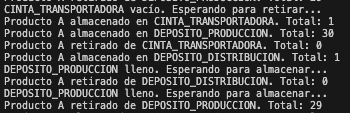 CINTA_TRANSPORTADORA vacío. Esperando para retirar...
Producto A almacenado en CINTA_TRANSPORTADORA. Total: 1
Producto A almacenado en DEPOSITO_PRODUCCION. Total: 30
Producto A retirado de CINTA_TRANSPORTADORA. Total: 0
Producto A almacenado en DEPOSITO_DISTRIBUCION. Total: 1
DEPOSITO_PRODUCCION lleno. Esperando para almacenar...
Producto A retirado de DEPOSITO_DISTRIBUCION. Total: 0
DEPOSITO_PRODUCCION lleno. Esperando para almacenar...
Producto A retirado de DEPOSITO_PRODUCCION. Total: 29